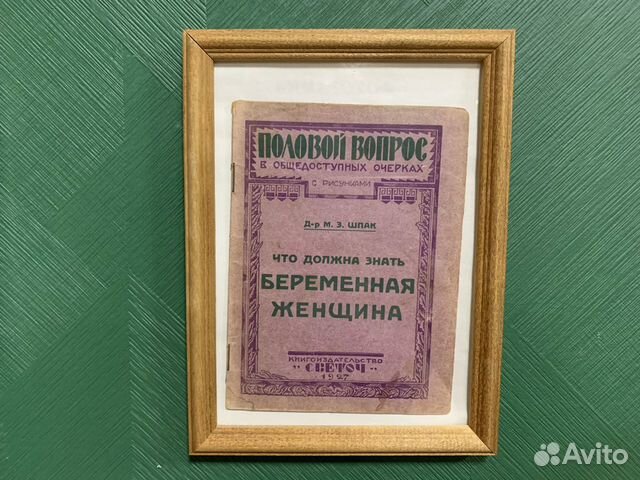 ПОЛОВОЙ ВОПРОС
В ОБЩЕДОСТУПНЫХ ОЧЕРКАХ
С РИСУНКАМИ
Д-р М. З. ШПАК
ЧТО ДОЛЖНА ЗНАТЬ
БЕРЕМЕННАЯ
ЖЕНЩИНА
КНИГОИЗДАТЕЛЬСТВО
"СВЕТОЧ"
1927
Avito